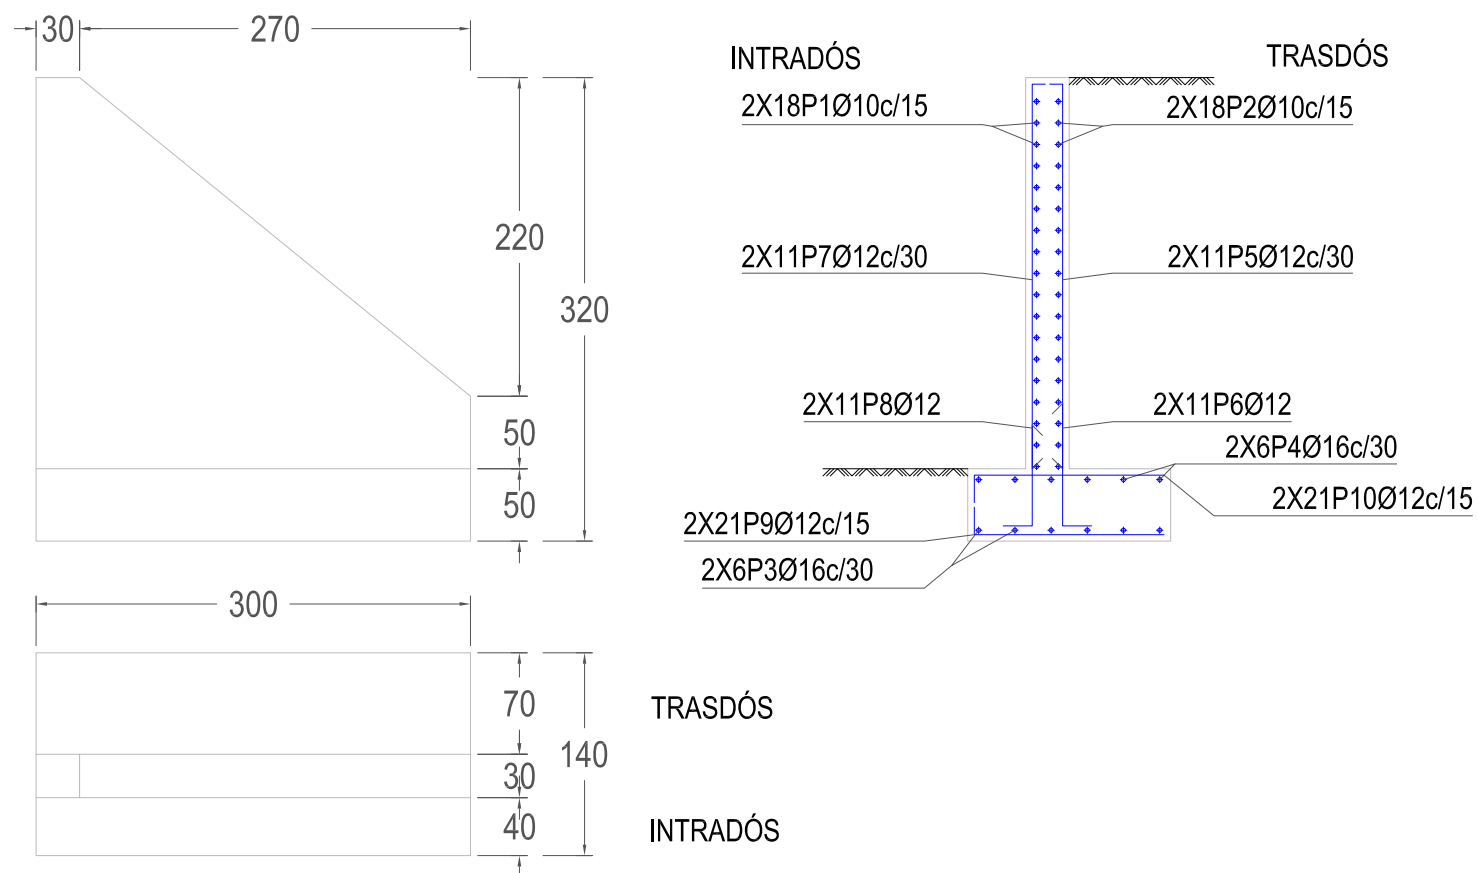 30
270
220
320
50
50
300
70
30
40
140
TRASDÓS
INTRADÓS
INTRADÓS
TRASDÓS
2X18P1Ø10c/15
2X18P2Ø10c/15
2X11P7Ø12c/30
2X11P5Ø12c/30
2X11P8Ø12
2X11P6Ø12
2X6P4Ø16c/30
2X21P10Ø12c/15
2X21P9Ø12c/15
2X6P3Ø16c/30